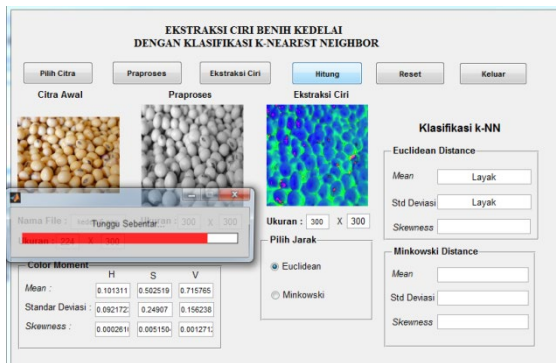 EKSTRAKSI CIRI BENIH KEDELAI
DENGAN KLASIFIKASI K-NEAREST NEIGHBOR
Pilih Citra
Praproses
Ekstraksi Ciri
Hitung
Reset
Keluar
Citra Awal
Praproses
Ekstraksi Ciri
Tunggu Sebentar...
Nama File :
Ukuran : 300 X 300
Ukuran : 224 X 300
Ukuran : 300 X 300
Color Moment
H S V
Mean : 0.101311 0.502519 0.715765
Standar Deviasi : 0.092172 0.24907 0.156238
Skewness : 0.000261 0.005150 0.001271
Pilih Jarak
Euclidean
Minkowski
Klasifikasi k-NN
Euclidean Distance
Mean Layak
Std Deviasi Layak
Skewness
Minkowski Distance
Mean
Std Deviasi
Skewness